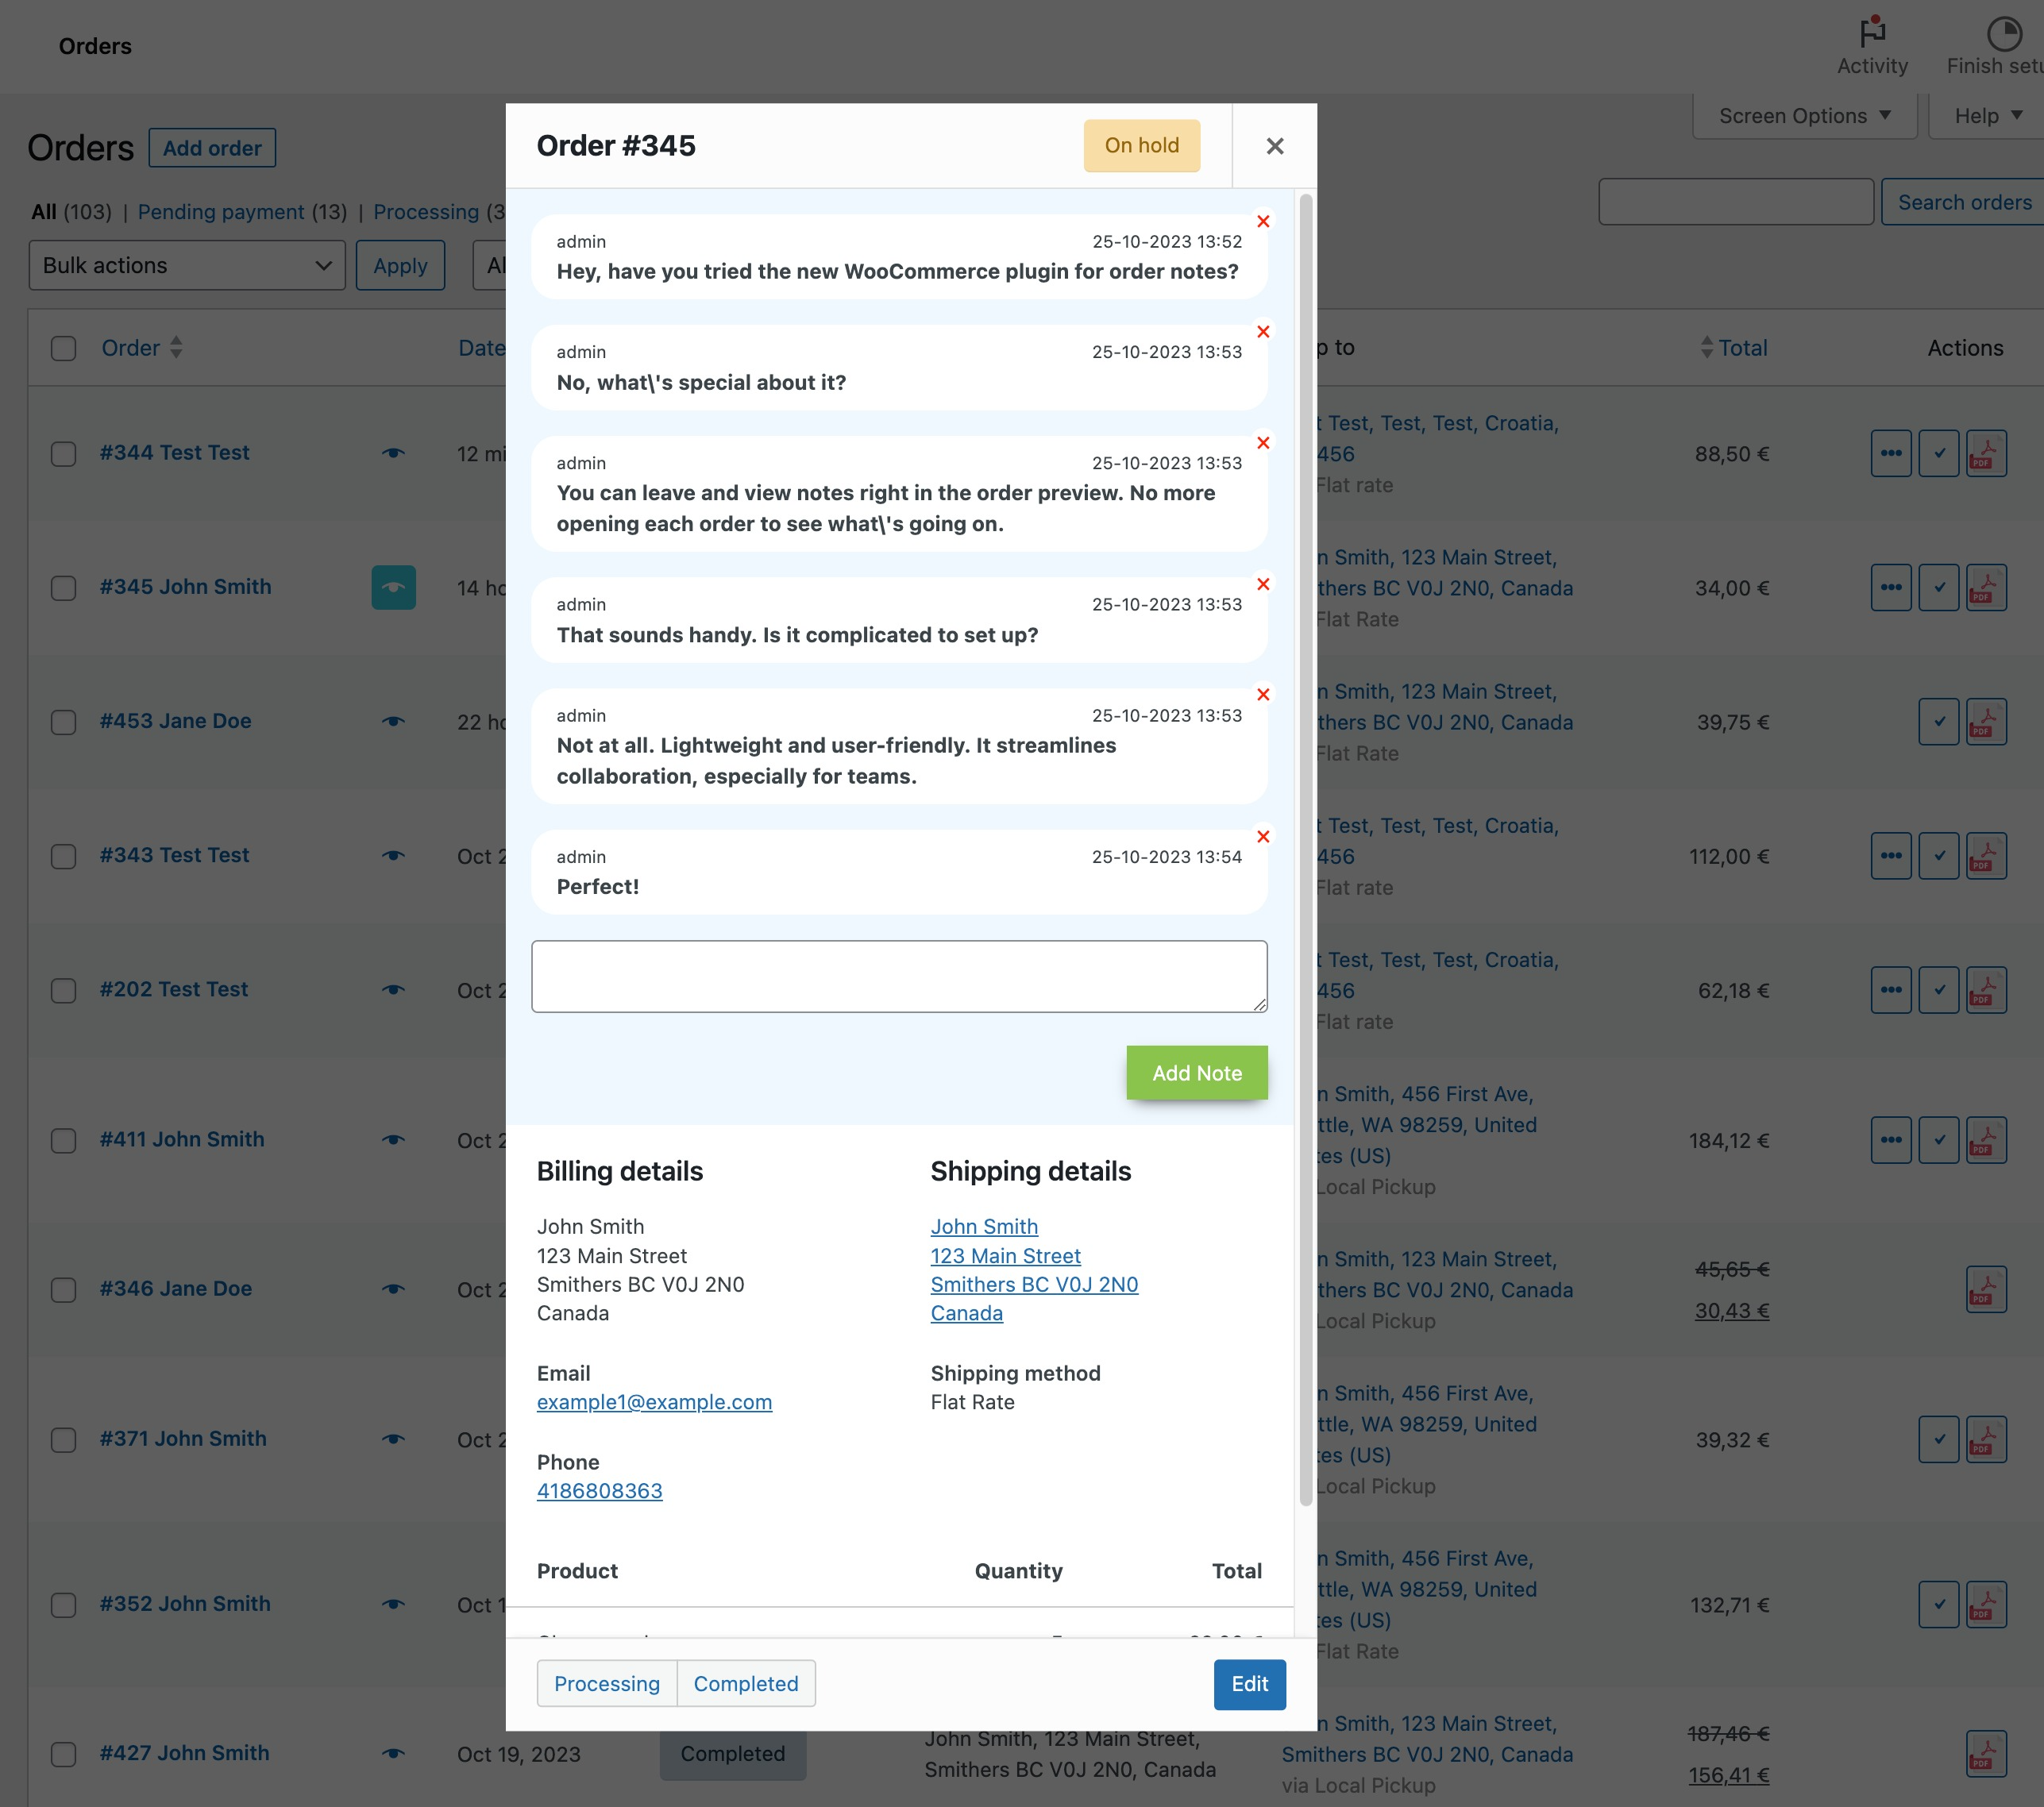 Orders
Activity
Finish setu
Screen Options
Help
Orders
Add order
All (103) | Pending payment (13) | Processing (3
Search orders
Bulk actions
Apply
Al
Order
Date
p to
Total
Actions
#344 Test Test
12 mi
t Test, Test, Test, Croatia,
456
Flat rate
88,50 €
PDF
#345 John Smith
14 ho
n Smith, 123 Main Street,
thers BC V0J 2N0, Canada
Flat Rate
34,00 €
PDF
#453 Jane Doe
22 ho
n Smith, 123 Main Street,
thers BC V0J 2N0, Canada
Flat Rate
39,75 €
PDF
#343 Test Test
Oct 2
t Test, Test, Test, Croatia,
456
Flat rate
112,00 €
PDF
#202 Test Test
Oct 2
t Test, Test, Test, Croatia,
456
Flat rate
62,18 €
PDF
#411 John Smith
Oct 2
n Smith, 456 First Ave,
ttle, WA 98259, United
tes (US)
Local Pickup
184,12 €
PDF
#346 Jane Doe
Oct 2
n Smith, 123 Main Street,
thers BC V0J 2N0, Canada
Local Pickup
45,65 €
30,43 €
PDF
#371 John Smith
Oct 2
n Smith, 456 First Ave,
ttle, WA 98259, United
tes (US)
Local Pickup
39,32 €
PDF
#352 John Smith
Oct 1
n Smith, 456 First Ave,
ttle, WA 98259, United
tes (US)
Flat Rate
132,71 €
PDF
#427 John Smith
Oct 19, 2023
Completed
John Smith, 123 Main Street,
Smithers BC V0J 2N0, Canada
n Smith, 123 Main Street,
Smithers BC V0J 2N0, Canada
via Local Pickup
187,46 €
156,41 €
PDF
Order #345
On hold
admin 25-10-2023 13:52
Hey, have you tried the new WooCommerce plugin for order notes?
admin 25-10-2023 13:53
No, what\'s special about it?
admin 25-10-2023 13:53
You can leave and view notes right in the order preview. No more
opening each order to see what\'s going on.
admin 25-10-2023 13:53
That sounds handy. Is it complicated to set up?
admin 25-10-2023 13:53
Not at all. Lightweight and user-friendly. It streamlines
collaboration, especially for teams.
admin 25-10-2023 13:54
Perfect!
Add Note
Billing details
John Smith
123 Main Street
Smithers BC V0J 2N0
Canada
Email
example1@example.com
Phone
4186808363
Shipping details
John Smith
123 Main Street
Smithers BC V0J 2N0
Canada
Shipping method
Flat Rate
Product Quantity Total
Processing
Completed
Edit